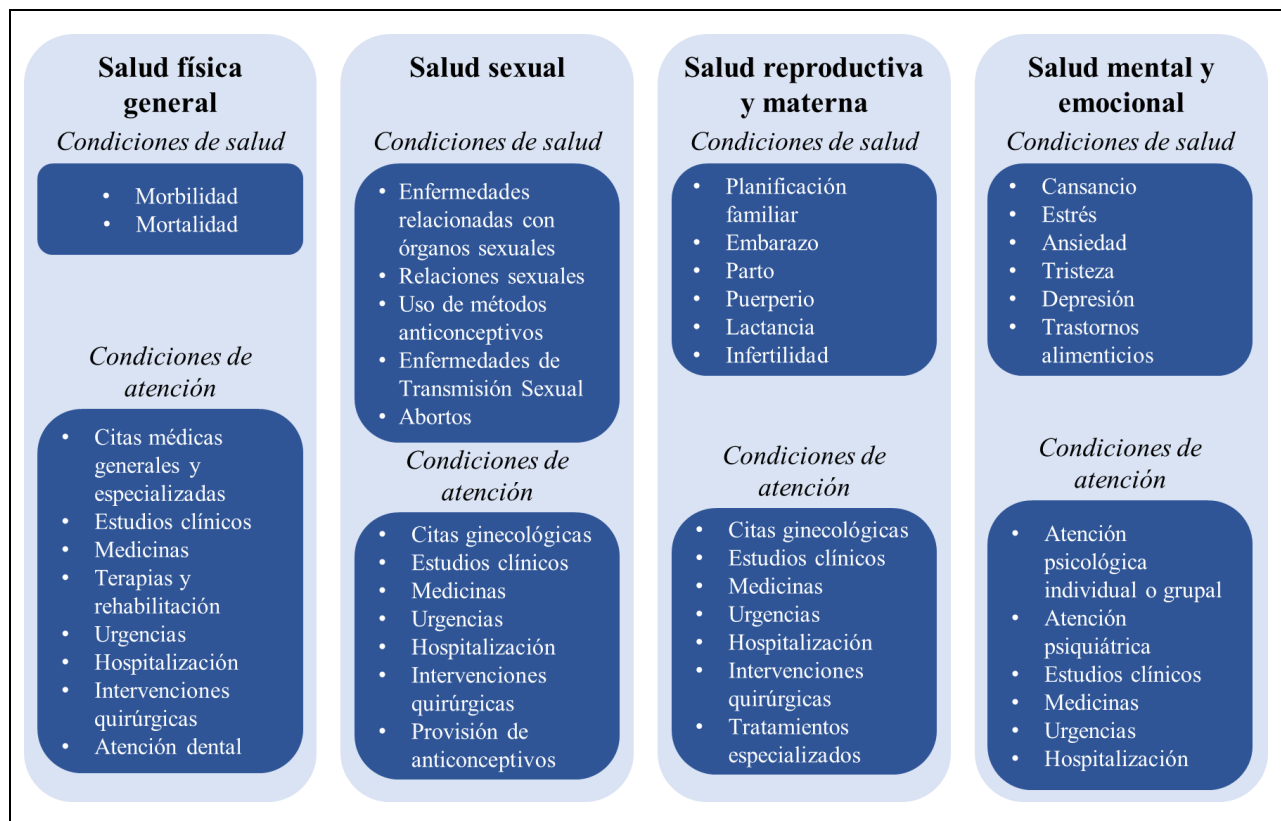 Salud física
general
Condiciones de salud
• Morbilidad
• Mortalidad
Condiciones de
atención
• Citas médicas
generales y
especializadas
• Estudios clínicos
• Medicinas
• Terapias y
rehabilitación
• Urgencias
• Hospitalización
• Intervenciones
quirúrgicas
• Atención dental
Salud sexual
Condiciones de salud
• Enfermedades
relacionadas con
órganos sexuales
• Relaciones sexuales
• Uso de métodos
anticonceptivos
• Enfermedades de
Transmisión Sexual
• Abortos
Condiciones de
atención
• Citas ginecológicas
• Estudios clínicos
• Medicinas
• Urgencias
• Hospitalización
• Intervenciones
quirúrgicas
• Provisión de
anticonceptivos
Salud reproductiva
y materna
Condiciones de salud
• Planificación
familiar
• Embarazo
• Parto
• Puerperio
• Lactancia
• Infertilidad
Condiciones de
atención
• Citas ginecológicas
• Estudios clínicos
• Medicinas
• Urgencias
• Hospitalización
• Intervenciones
quirúrgicas
• Tratamientos
especializados
Salud mental y
emocional
Condiciones de salud
• Cansancio
• Estrés
• Ansiedad
• Tristeza
• Depresión
• Trastornos
alimenticios
Condiciones de
atención
• Atención
psicológica
individual o grupal
• Atención
psiquiátrica
• Estudios clínicos
• Medicinas
• Urgencias
• Hospitalización